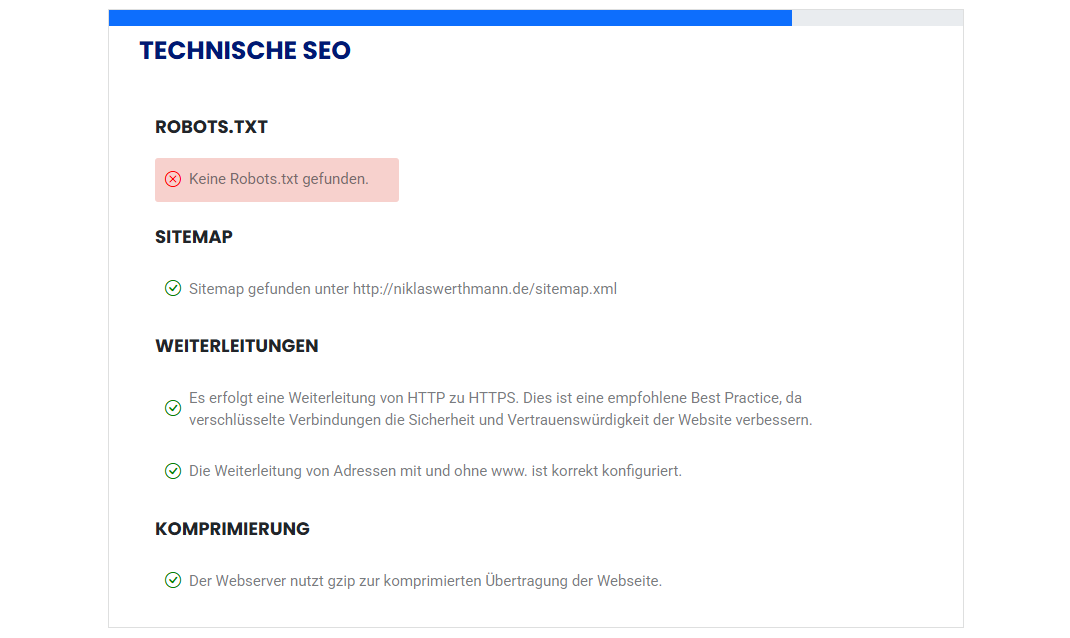 TECHNISCHE SEO
ROBOTS.TXT
Keine Robots.txt gefunden.
SITEMAP
Sitemap gefunden unter http://niklaswerthmann.de/sitemap.xml
WEITERLEITUNGEN
Es erfolgt eine Weiterleitung von HTTP zu HTTPS. Dies ist eine empfohlene Best Practice, da
verschlüsselte Verbindungen die Sicherheit und Vertrauenswürdigkeit der Website verbessern.
Die Weiterleitung von Adressen mit und ohne www. ist korrekt konfiguriert.
KOMPRIMIERUNG
Der Webserver nutzt gzip zur komprimierten Übertragung der Webseite.